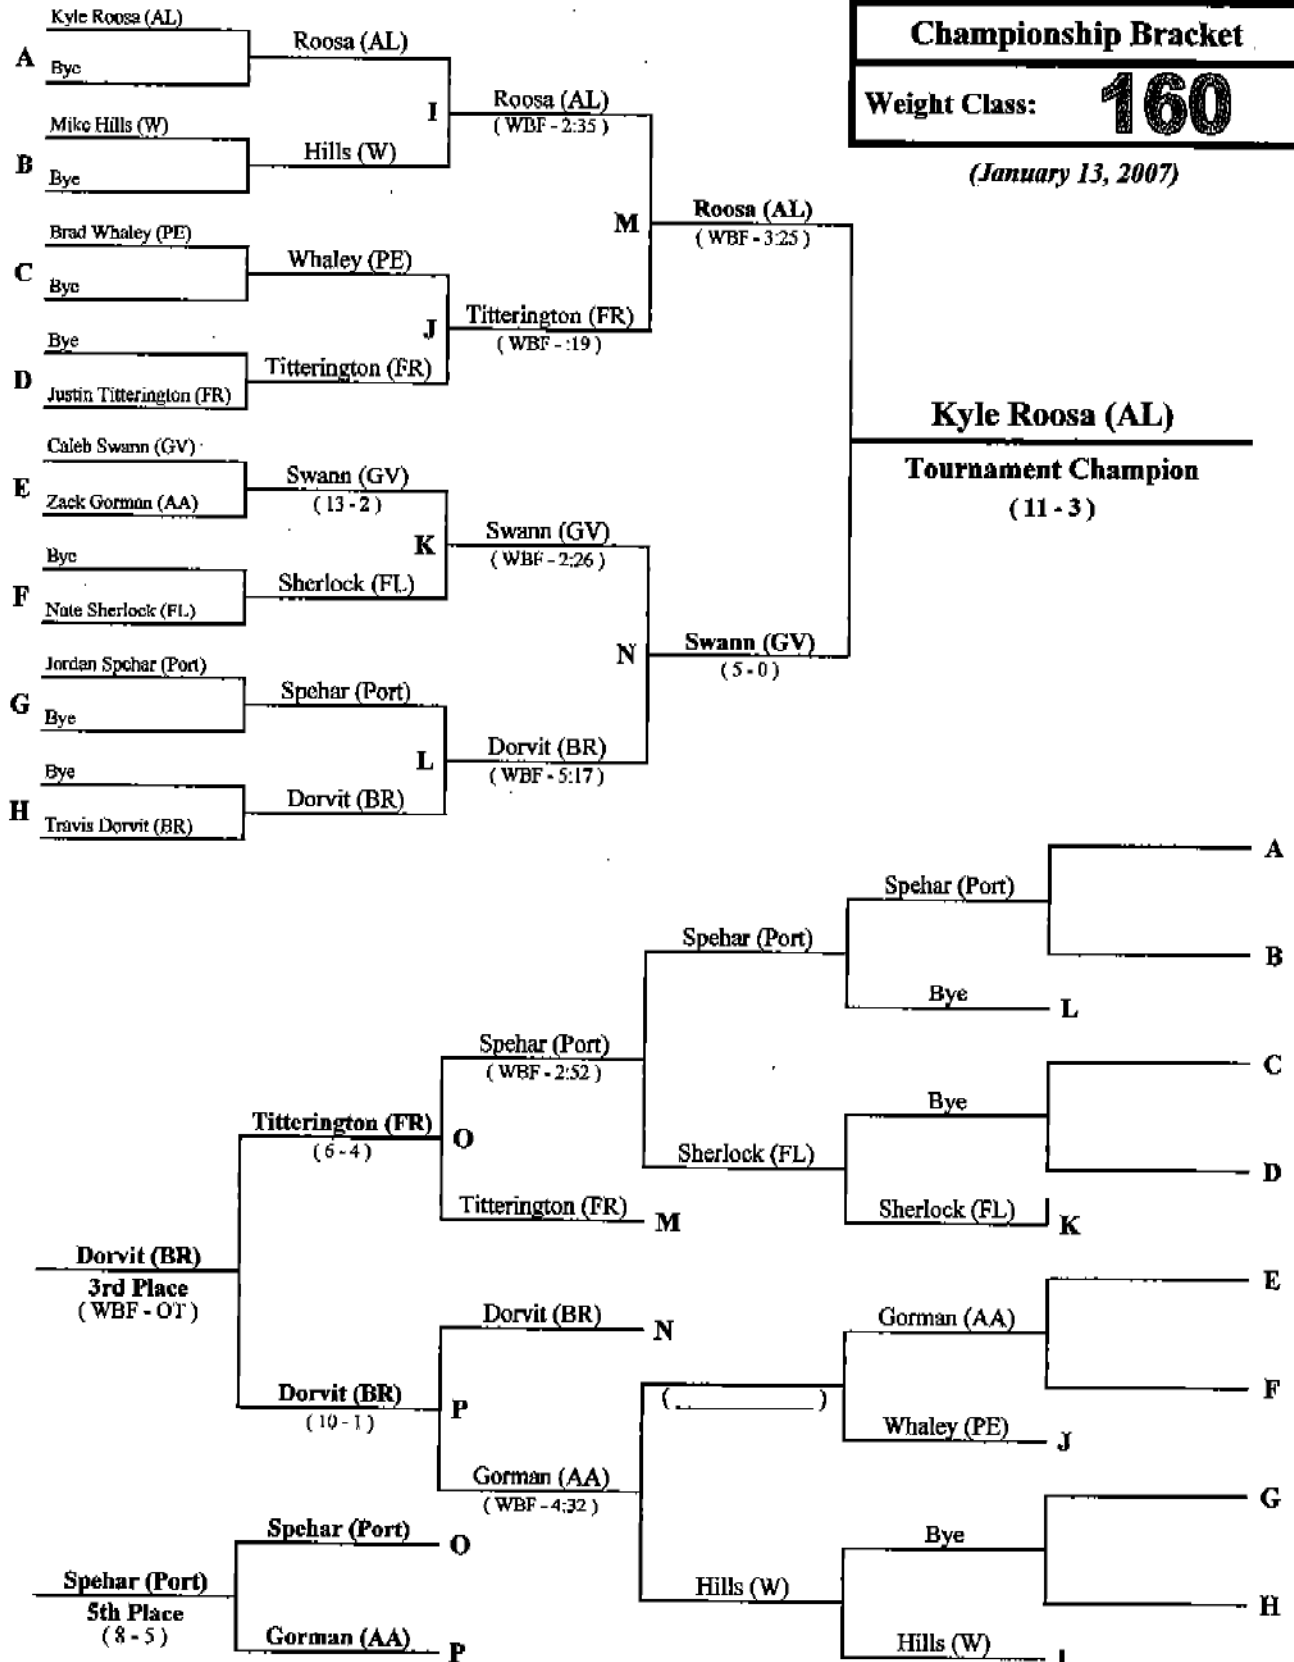 Championship Bracket
Weight Class: 160
(January 13, 2007)
Kyle Roosa (AL)
A
Bye
Roosa (AL)
Mike Hills (W)
B
Bye
Hills (W)
I
Roosa (AL)
( WBF - 2:35 )
Brad Whaley (PE)
C
Bye
Whaley (PE)
Bye
D
Justin Titterington (FR)
Titterington (FR)
J
Titterington (FR)
( WBF - :19 )
M
Roosa (AL)
( WBF - 3:25 )
Caleb Swann (GV)
E
Zack Gorman (AA)
Swann (GV)
( 13 - 2 )
Bye
F
Nate Sherlock (FL)
Sherlock (FL)
K
Swann (GV)
( WBF - 2:26 )
Jordan Spehar (Port)
G
Bye
Spehar (Port)
Bye
H
Travis Dorvit (BR)
Dorvit (BR)
L
Dorvit (BR)
( WBF - 5:17 )
N
Swann (GV)
( 5 - 0 )
Kyle Roosa (AL)
Tournament Champion
( 11 - 3 )
A
Spehar (Port)
B
Spehar (Port)
Bye
L
Spehar (Port)
( WBF - 2:52 )
C
Bye
D
Sherlock (FL)
Sherlock (FL)
K
Titterington (FR)
( 6 - 4 )
O
Titterington (FR)
M
Dorvit (BR)
3rd Place
( WBF - OT )
Dorvit (BR)
N
E
Gorman (AA)
F
( )
Whaley (PE)
J
Dorvit (BR)
( 10 - 1 )
P
Gorman (AA)
( WBF - 4:32 )
G
Bye
H
Hills (W)
Hills (W)
Spehar (Port)
O
Spehar (Port)
5th Place
( 8 - 5 )
Gorman (AA)
P